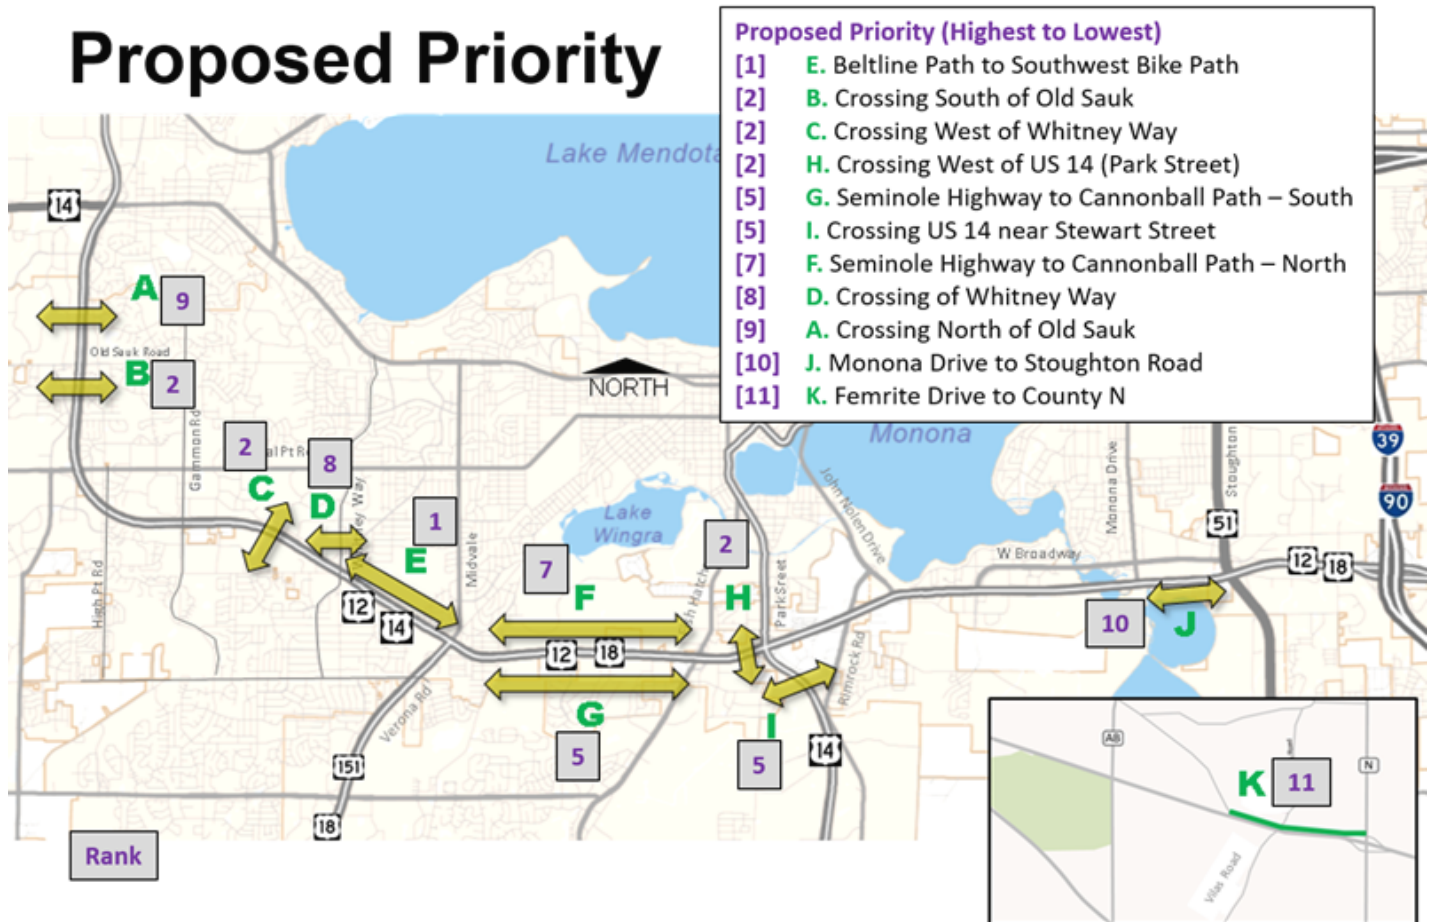 Proposed Priority
Proposed Priority (Highest to Lowest)
[1] E. Beltline Path to Southwest Bike Path
[2] B. Crossing South of Old Sauk
[2] C. Crossing West of Whitney Way
[2] H. Crossing West of US 14 (Park Street)
[5] G. Seminole Highway to Cannonball Path – South
[5] I. Crossing US 14 near Stewart Street
[7] F. Seminole Highway to Cannonball Path – North
[8] D. Crossing of Whitney Way
[9] A. Crossing North of Old Sauk
[10] J. Monona Drive to Stoughton Road
[11] K. Femrite Drive to County N
Lake Mendota
14
A 9
Old Sauk Road
B 2
NORTH
Gammon Rd
2
8
C
D
1
E
Midvale
High Pt Rd
12
14
Lake
Wingra
7
F
2
H
12 18
G
5
I
5
14
Park Sreet
Rimrock Rd
Verona Rd
151
18
Monona
John Nolen Drive
Monona Drive
Stoughton
39
90
51
W Broadway
12 18
10
J
AB
K 11
N
Vilas Road
Rank